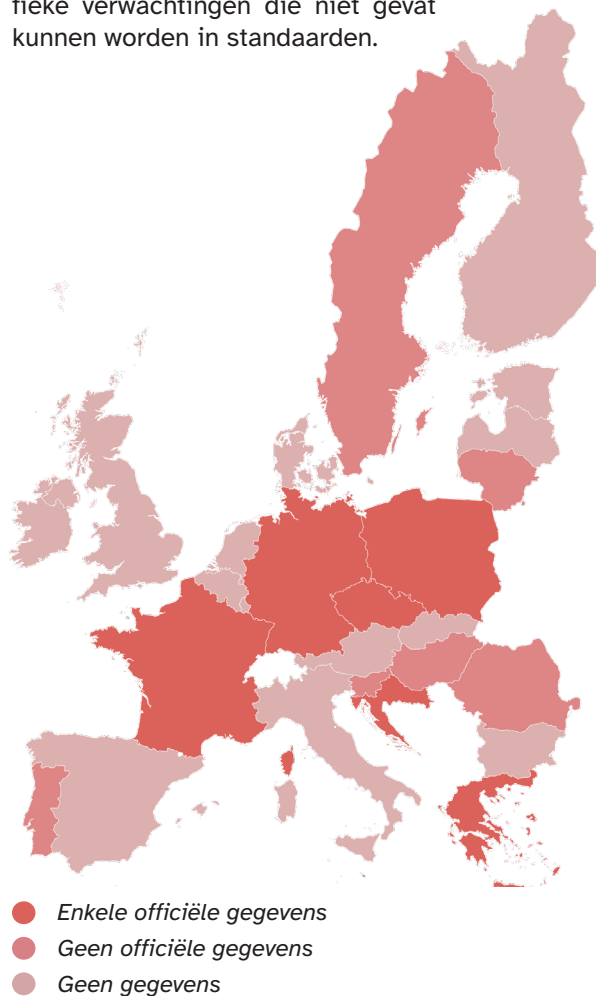 fieke verwachtingen die niet gevat
kunnen worden in standaarden.
Enkele officiële gegevens
Geen officiële gegevens
Geen gegevens